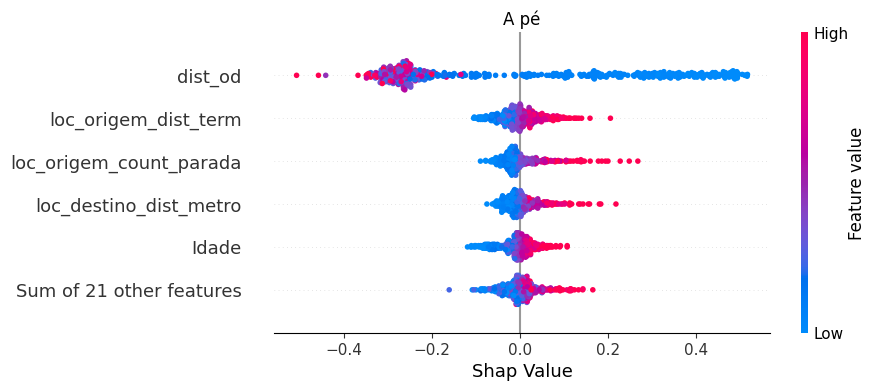 A pé
High
dist_od
loc_origem_dist_term
loc_origem_count_parada
loc_destino_dist_metro
Idade
Sum of 21 other features
Feature value
Low
−0.4 −0.2 0.0 0.2 0.4
Shap Value